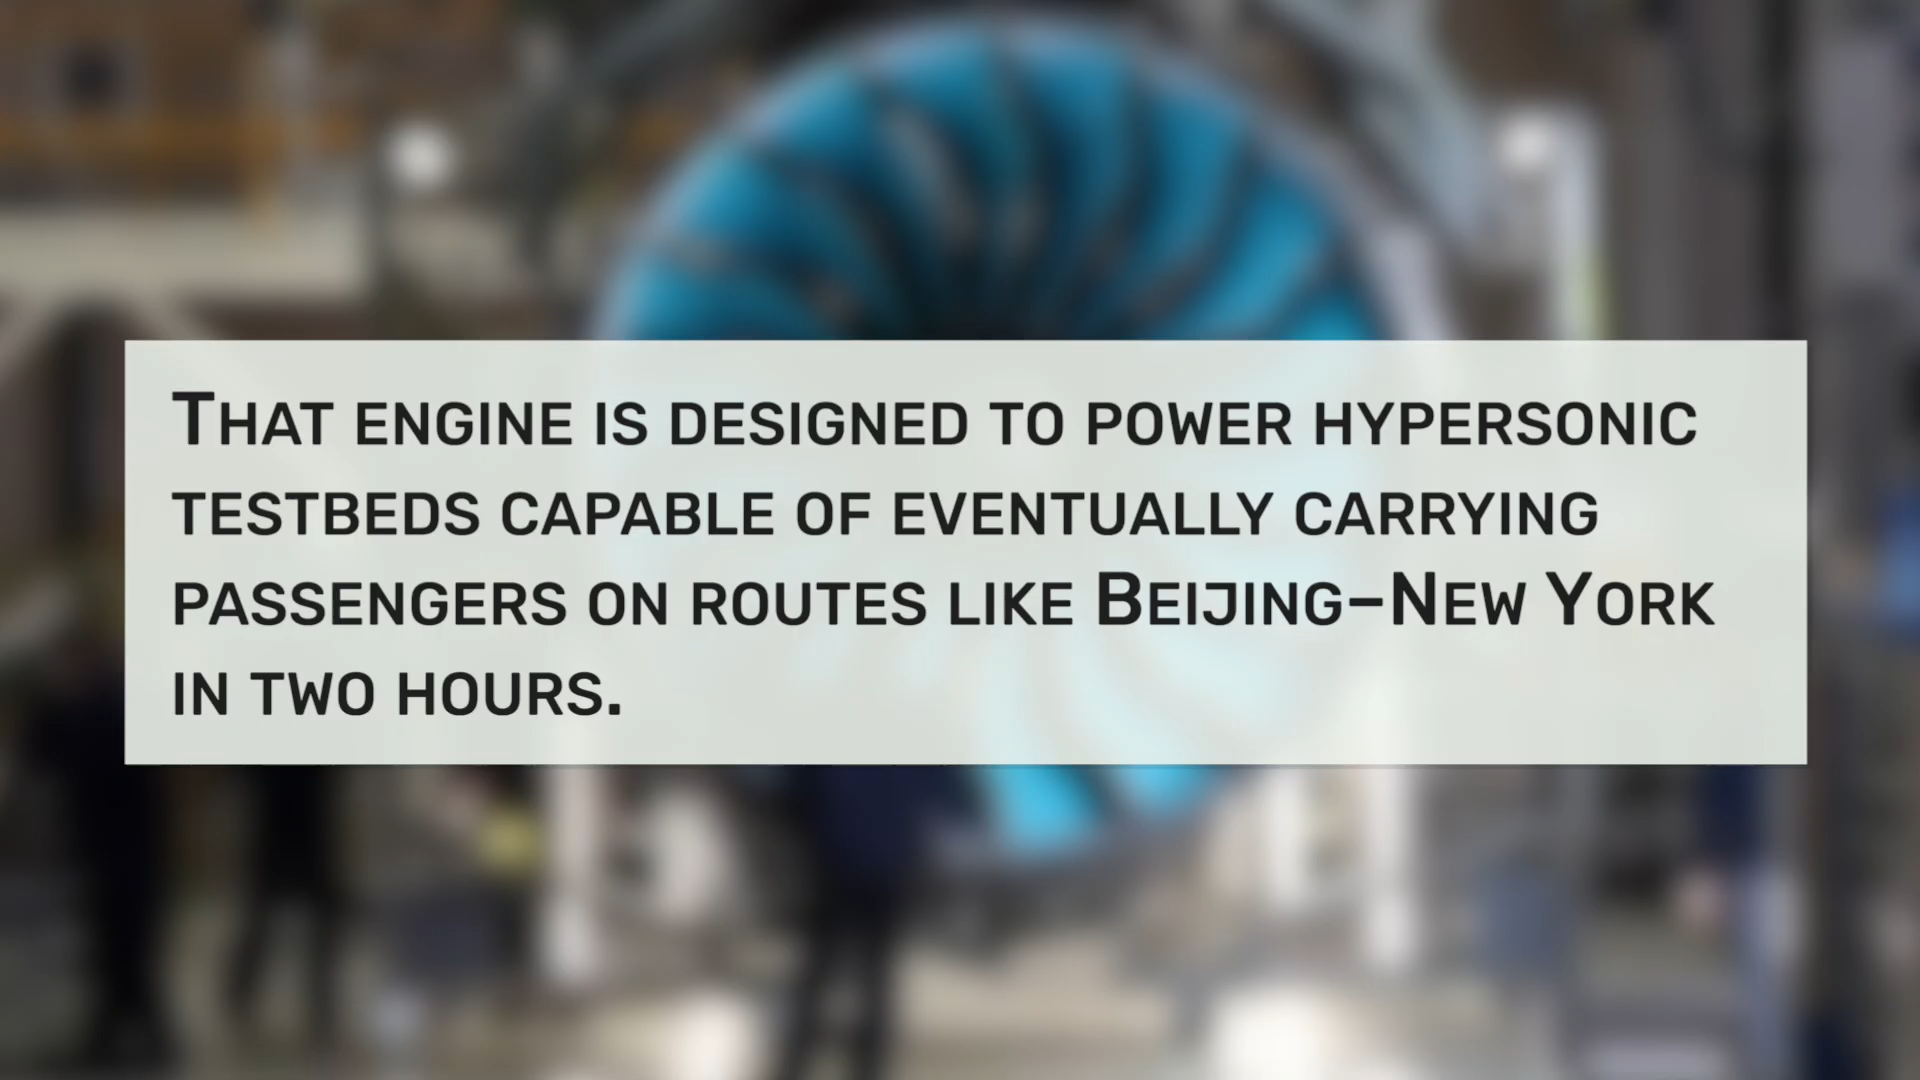 That engine is designed to power hypersonic
testbeds capable of eventually carrying
passengers on routes like Beijing–New York
in two hours.